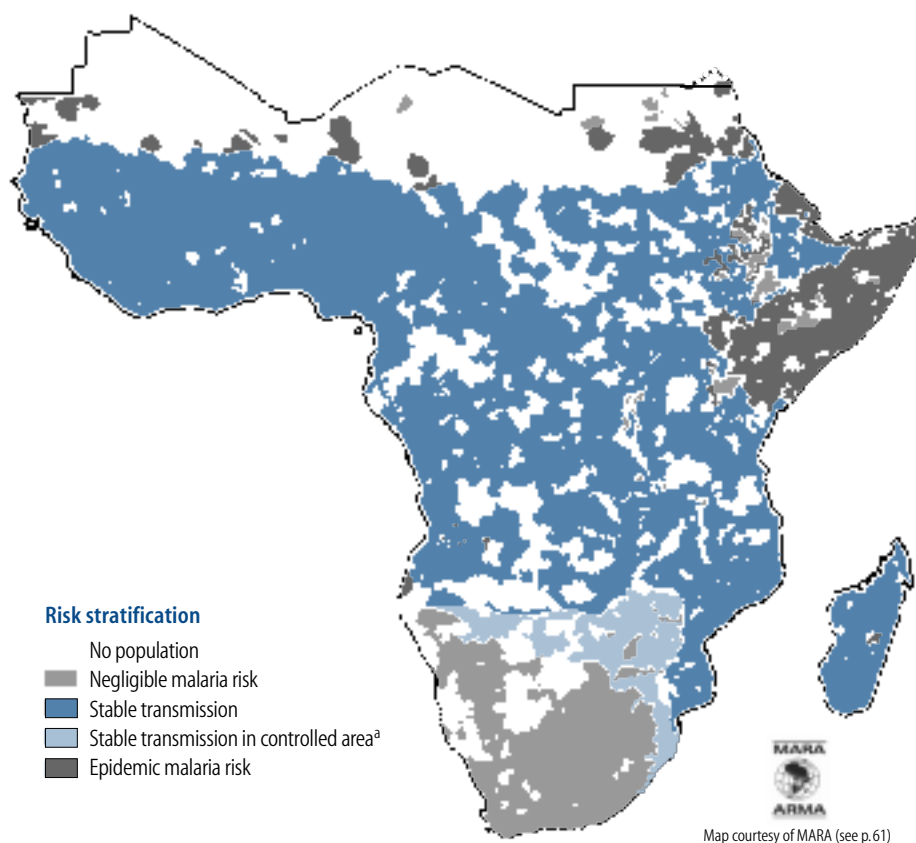 Risk stratification
No population
Negligible malaria risk
Stable transmission
Stable transmission in controlled areaᵃ
Epidemic malaria risk
MARA
ARMA
Map courtesy of MARA (see p. 61)